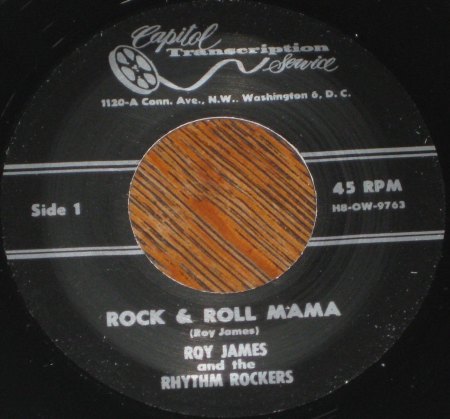 Capitol
Transcription
Service
1120-A Conn. Ave., N.W.. Washington 6, D. C.
Side 1
45 RPM
H8-OW-9763
ROCK & ROLL MAMA
(Roy James)
ROY JAMES
and the
RHYTHM ROCKERS